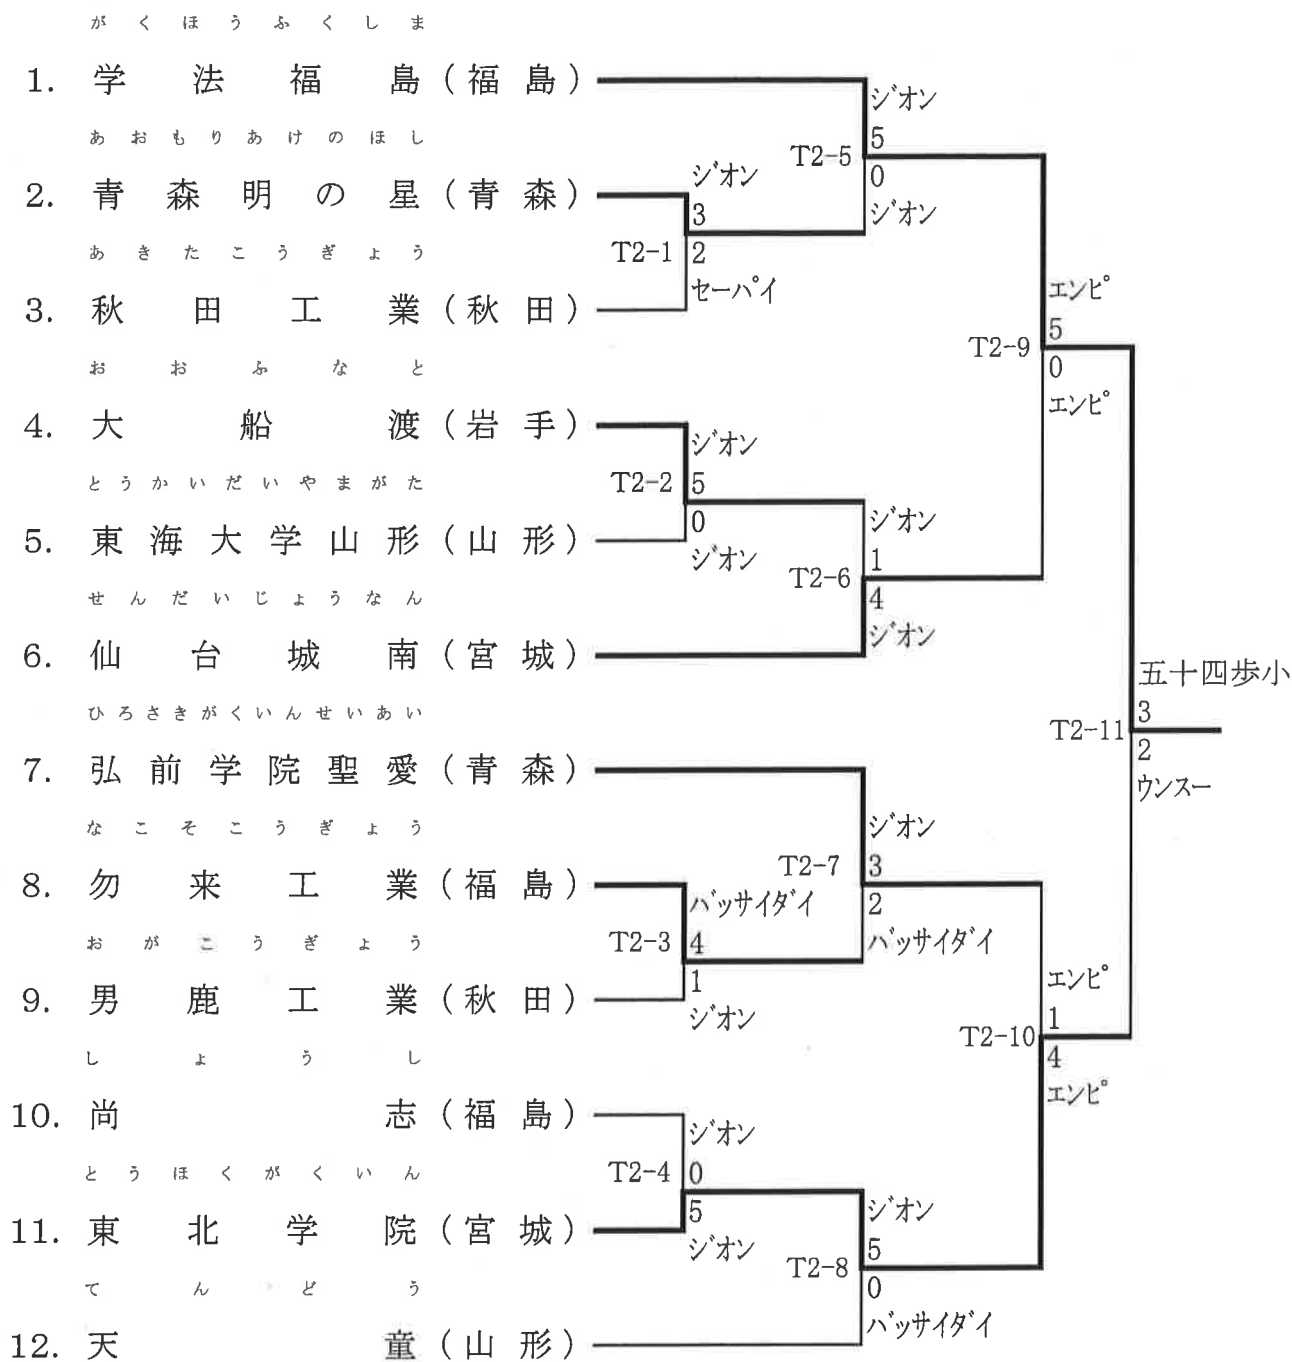 がくほうふくしま
1. 学法福島(福島)
あおもりあけのほし
2. 青森明の星(青森)
あきたこうぎょう
3. 秋田工業(秋田)
おおふなと
4. 大船渡(岩手)
とうかいだいやまがた
5. 東海大学山形(山形)
せんだいじょうなん
6. 仙台城南(宮城)
ひろさきがくいんせいあい
7. 弘前学院聖愛(青森)
なこそこうぎょう
8. 勿来工業(福島)
おがこうぎょう
9. 男鹿工業(秋田)
しょうし
10. 尚志(福島)
とうほくがくいん
11. 東北学院(宮城)
てんどう
12. 天童(山形)
ジオン
3
T2-1
2
セーパイ
ジオン
T2-2
5
0
ジオン
バッサイダイ
T2-3
4
1
ジオン
ジオン
T2-4
0
5
ジオン
ジオン
5
T2-5
0
ジオン
ジオン
1
T2-6
4
ジオン
ジオン
T2-7
3
2
バッサイダイ
ジオン
5
T2-8
0
バッサイダイ
エンピ
5
T2-9
0
エンピ
エンピ
1
T2-10
4
エンピ
五十四歩小
3
T2-11
2
ウンスー